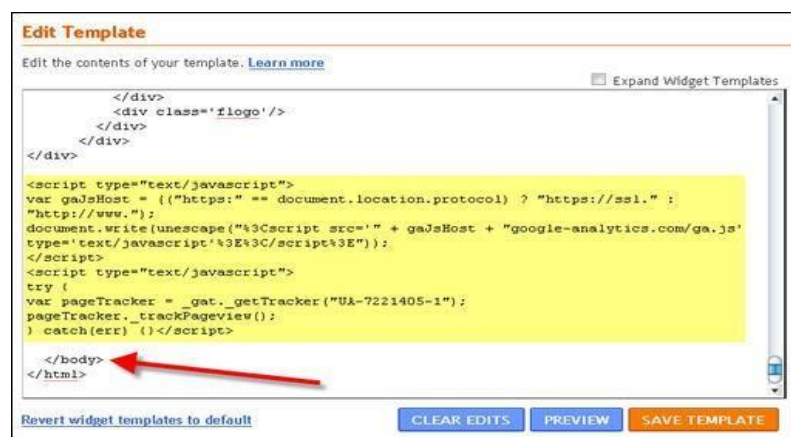 Edit Template
Edit the contents of your template. Learn more
Expand Widget Templates
</div>
<div class='flogo'/>
</div>
</div>
</div>
<script type="text/javascript">
var gaJsHost = (("https:" == document.location.protocol) ? "https://ssl." :
"http://www.");
document.write(unescape("%3Cscript src='" + gaJsHost + "google-analytics.com/ga.js'
type='text/javascript'%3E%3C/script%3E"));
</script>
<script type="text/javascript">
try {
var pageTracker = _gat._getTracker("UA-7221405-1");
pageTracker._trackPageview();
} catch(err) {}</script>
</body>
</html>
Revert widget templates to default
CLEAR EDITS
PREVIEW
SAVE TEMPLATE